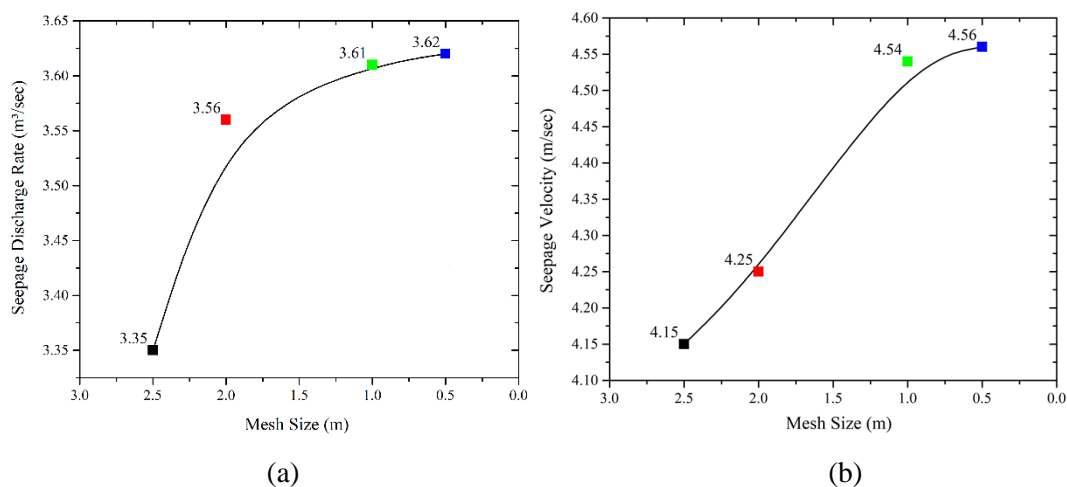 (a)
3.65
3.60
3.55
3.50
3.45
3.40
3.35
Seepage Discharge Rate (m³/sec)
3.35
3.56
3.61
3.62
3.0 2.5 2.0 1.5 1.0 0.5 0.0
Mesh Size (m)
(a)
(b)
4.60
4.55
4.50
4.45
4.40
4.35
4.30
4.25
4.20
4.15
4.10
Seepage Velocity (m/sec)
4.15
4.25
4.54
4.56
3.0 2.5 2.0 1.5 1.0 0.5 0.0
Mesh Size (m)
(b)